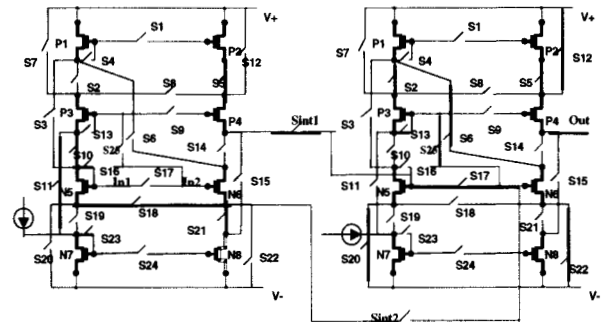 S1 V+ S1 V+
P1 P2 P1 P2
S7 S4 S12 S7 S4 S12
S2 S8 S5 S2 S8 S5
P3 P4 P3 P4
S3 S13 S6 S9 Sint1 S3 S13 S6 S9 Out
S25 S14 S25 S14
S10 S16 S10 S16
S11 In1 S17 In2 S15 S11 S17 S15
N5 N6 N5 N6
S19 S18 S21 S19 S18 S21
S20 S23 S22 S20 S23 S22
N7 S24 N8 N7 S24 N8
V- Sint2 V-